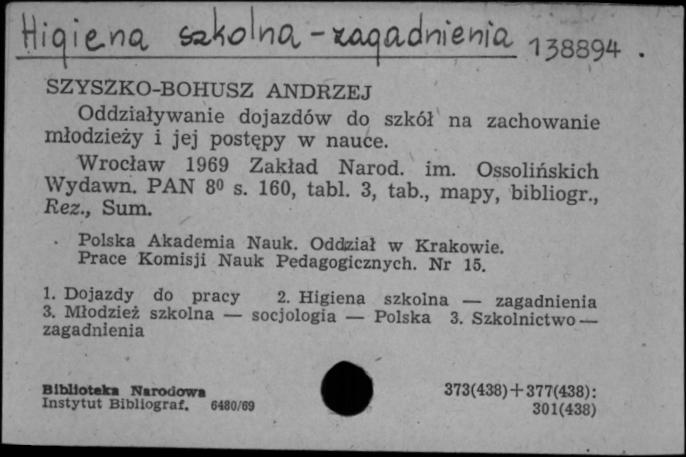 Higiena szkolna - zagadnienia 138894.
SZYSZKO-BOHUSZ ANDRZEJ
Oddziaływanie dojazdów do szkół na zachowanie
młodzieży i jej postępy w nauce.
Wrocław 1969 Zakład Narod. im. Ossolińskich
Wydawn. PAN 8⁰ s. 160, tabl. 3, tab., mapy, bibliogr.,
Rez., Sum.
Polska Akademia Nauk. Oddział w Krakowie.
Prace Komisji Nauk Pedagogicznych. Nr 15.
1. Dojazdy do pracy 2. Higiena szkolna — zagadnienia
3. Młodzież szkolna — socjologia — Polska 3. Szkolnictwo —
zagadnienia
Biblioteka Narodowa 373(438)+377(438):
Instytut Bibliograf. 6480/69 301(438)